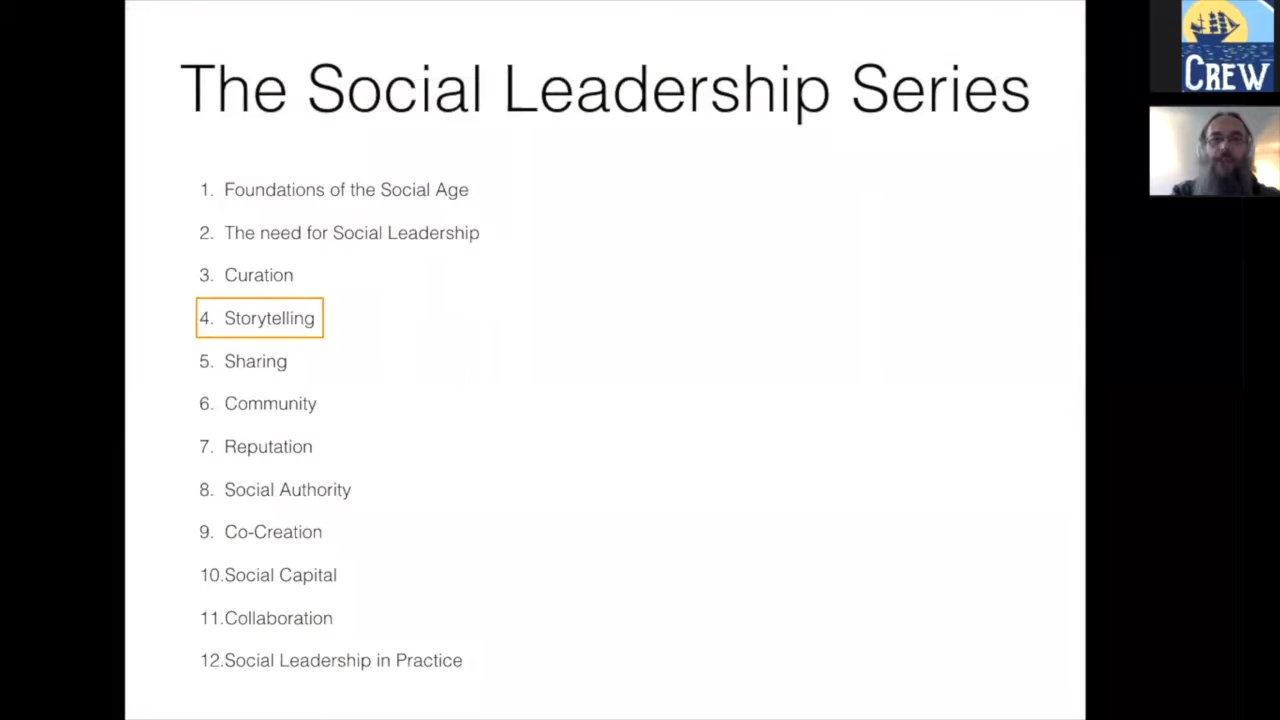 The Social Leadership Series
1. Foundations of the Social Age
2. The need for Social Leadership
3. Curation
4. Storytelling
5. Sharing
6. Community
7. Reputation
8. Social Authority
9. Co-Creation
10.Social Capital
11.Collaboration
12.Social Leadership in Practice
CREW